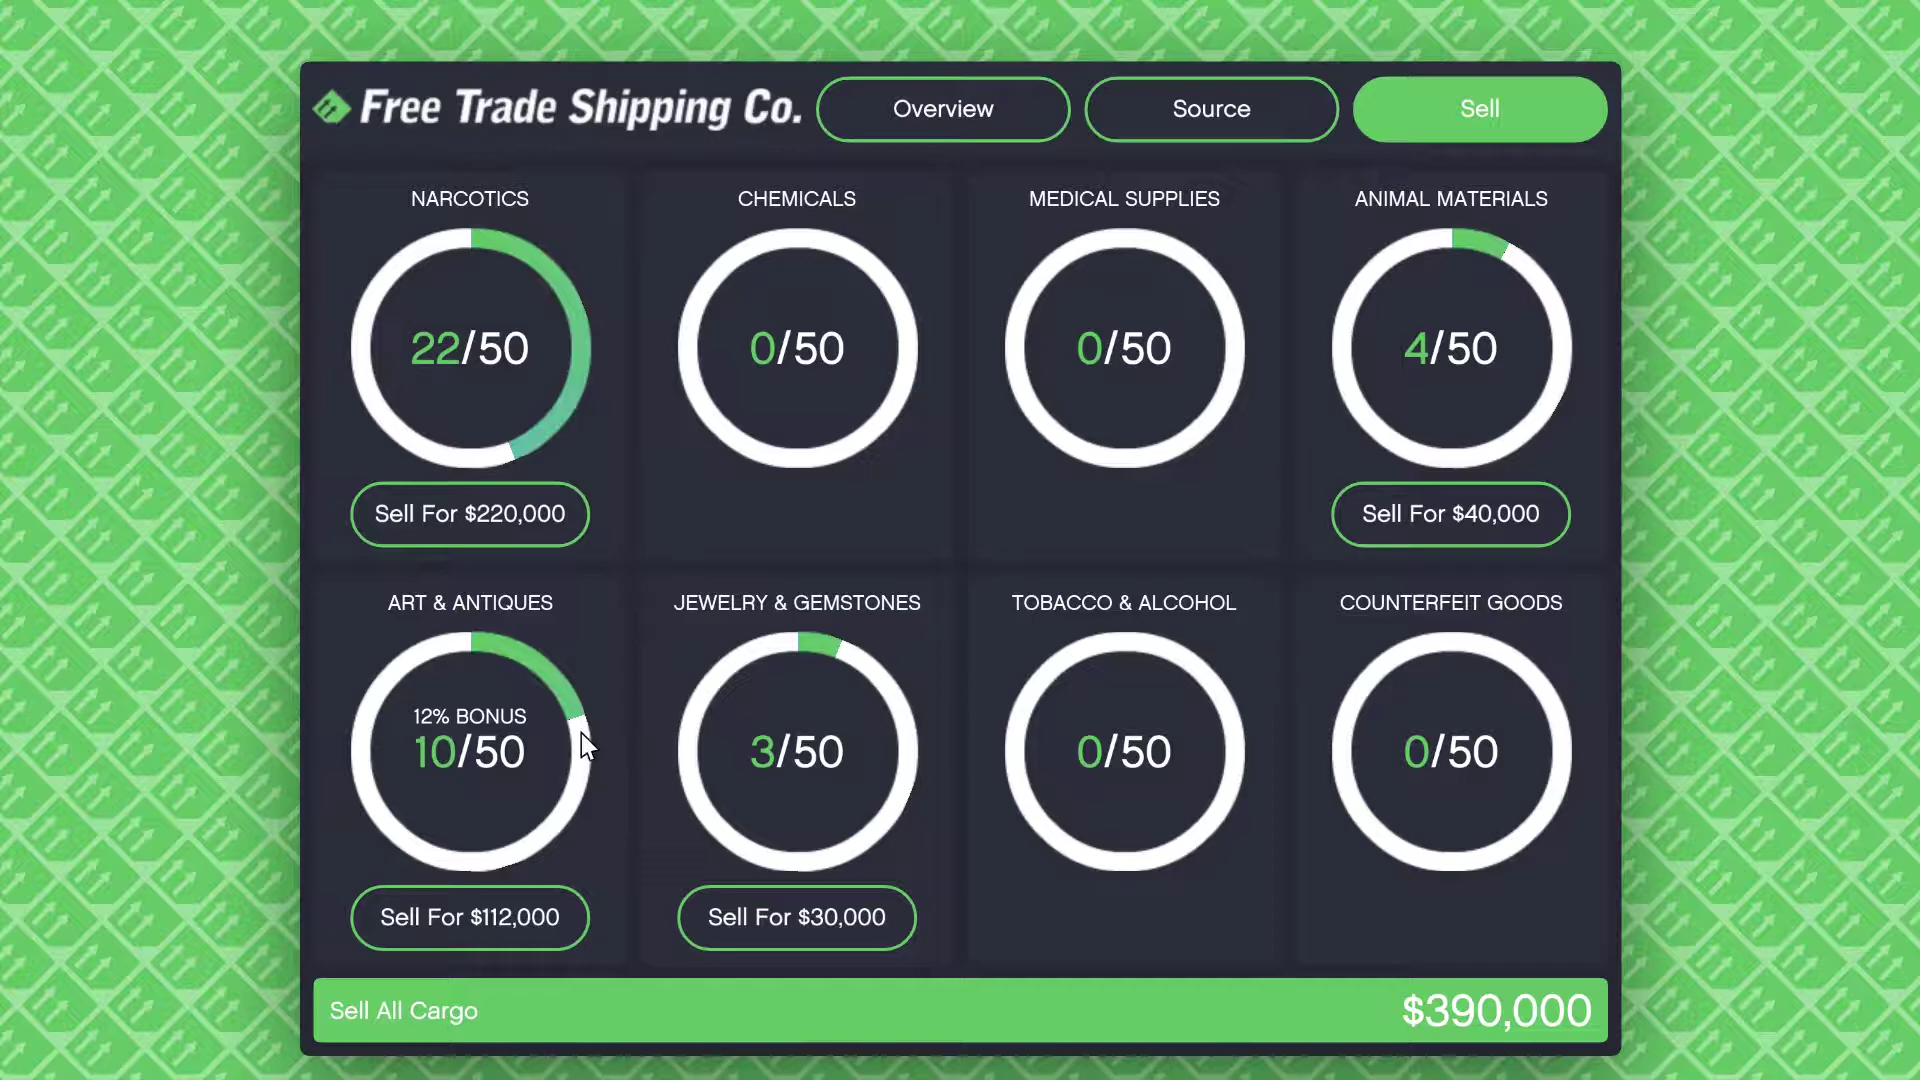 Free Trade Shipping Co.
Overview
Source
Sell
NARCOTICS
CHEMICALS
MEDICAL SUPPLIES
ANIMAL MATERIALS
22/50
0/50
0/50
4/50
Sell For $220,000
Sell For $40,000
ART & ANTIQUES
JEWELRY & GEMSTONES
TOBACCO & ALCOHOL
COUNTERFEIT GOODS
12% BONUS
10/50
3/50
0/50
0/50
Sell For $112,000
Sell For $30,000
Sell All Cargo
$390,000